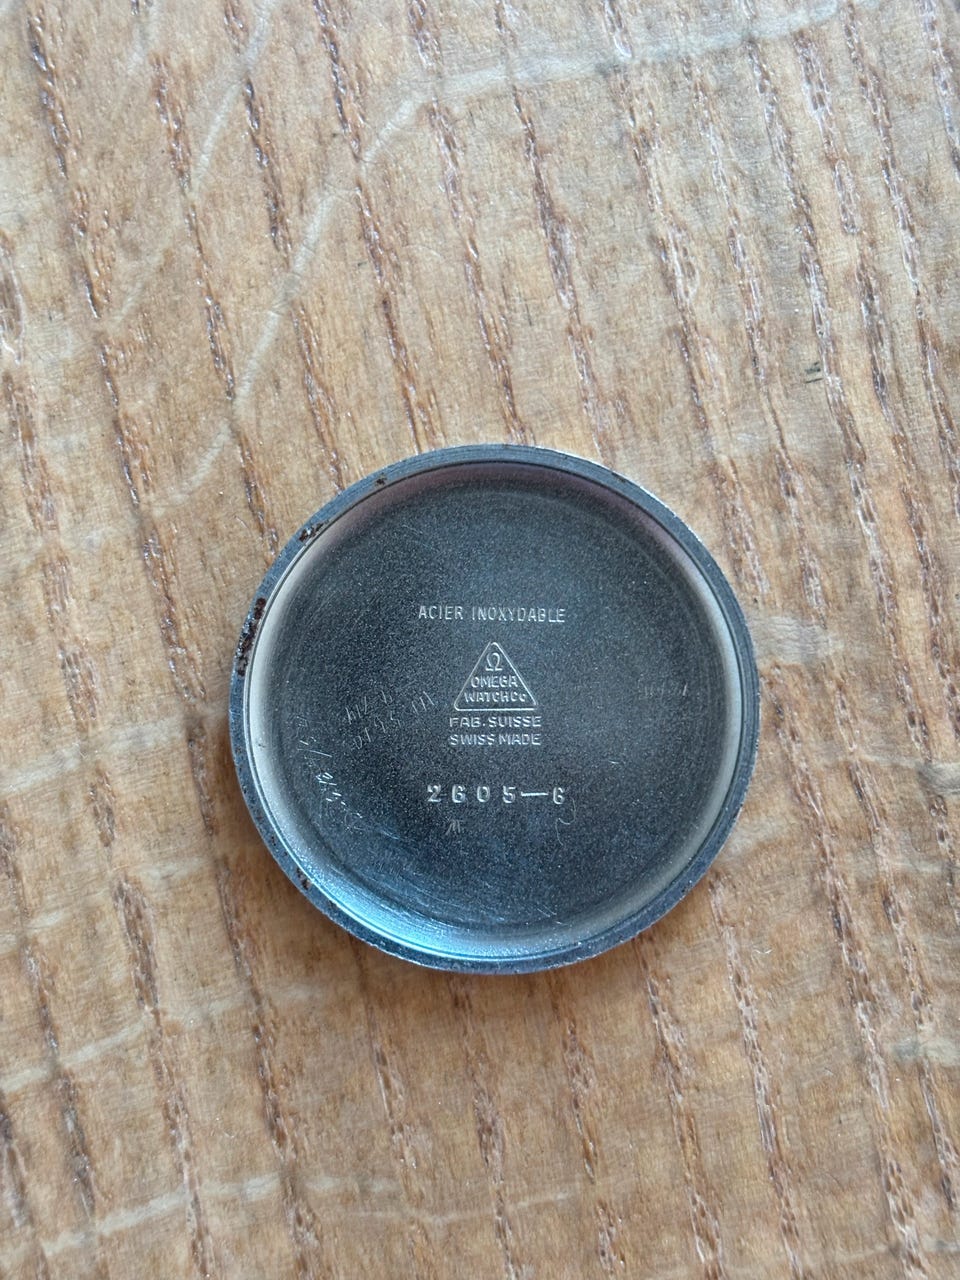 ACIER INOXYDABLE
Ω
OMEGA
WATCH Co
FAB. SUISSE
SWISS MADE
2605-6